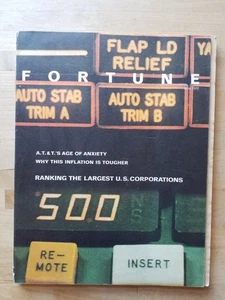 FLAP LD
RELIEF
YA
FORTUNE
AUTO STAB
TRIM A
AUTO STAB
TRIM B
A.T.&T.'S AGE OF ANXIETY
WHY THIS INFLATION IS TOUGHER
RANKING THE LARGEST U.S. CORPORATIONS
500
NS
RE-
MOTE
INSERT